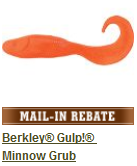 MAIL-IN REBATE
Berkley® Gulp!®
Minnow Grub